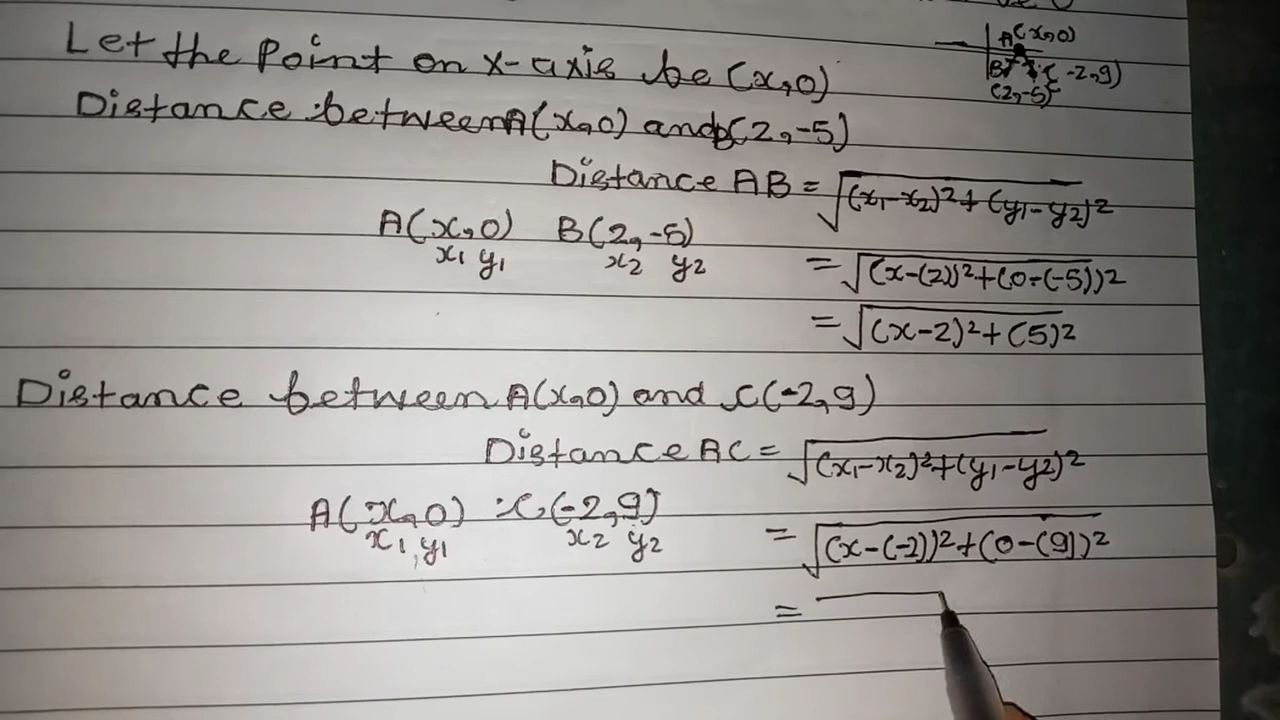 Let the Point on x-axis be (x,0)
A(x,0)
(-2,9)
(2,-5)
Distance between A(x,0) and B(2,-5)
Distance AB = √(x₁-x₂)²+(y₁-y₂)²
A(x,0) B(2,-5)
x₁ y₁ x₂ y₂
= √(x-(2))²+(0-(-5))²
= √(x-2)²+(5)²
Distance between A(x,0) and C(-2,9)
Distance AC = √(x₁-x₂)²+(y₁-y₂)²
A(x,0) C(-2,9)
x₁, y₁ x₂ y₂
= √(x-(-2))²+(0-(9))²
=